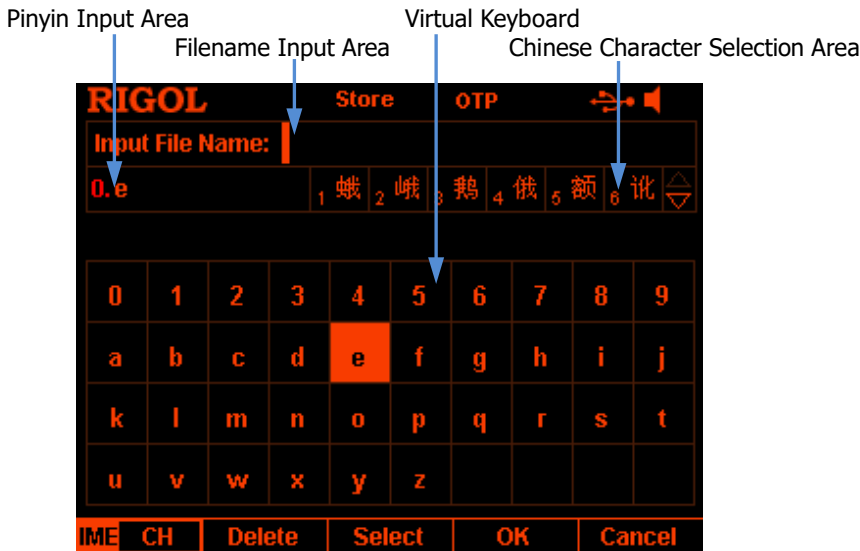 Pinyin Input Area Virtual Keyboard
Filename Input Area Chinese Character Selection Area
RIGOL Store OTP
Input File Name:
0. e 1 蛾 2 峨 3 鹅 4 俄 5 额 6 讹
0 1 2 3 4 5 6 7 8 9
a b c d e f g h i j
k l m n o p q r s t
u v w x y z
IME CH Delete Select OK Cancel